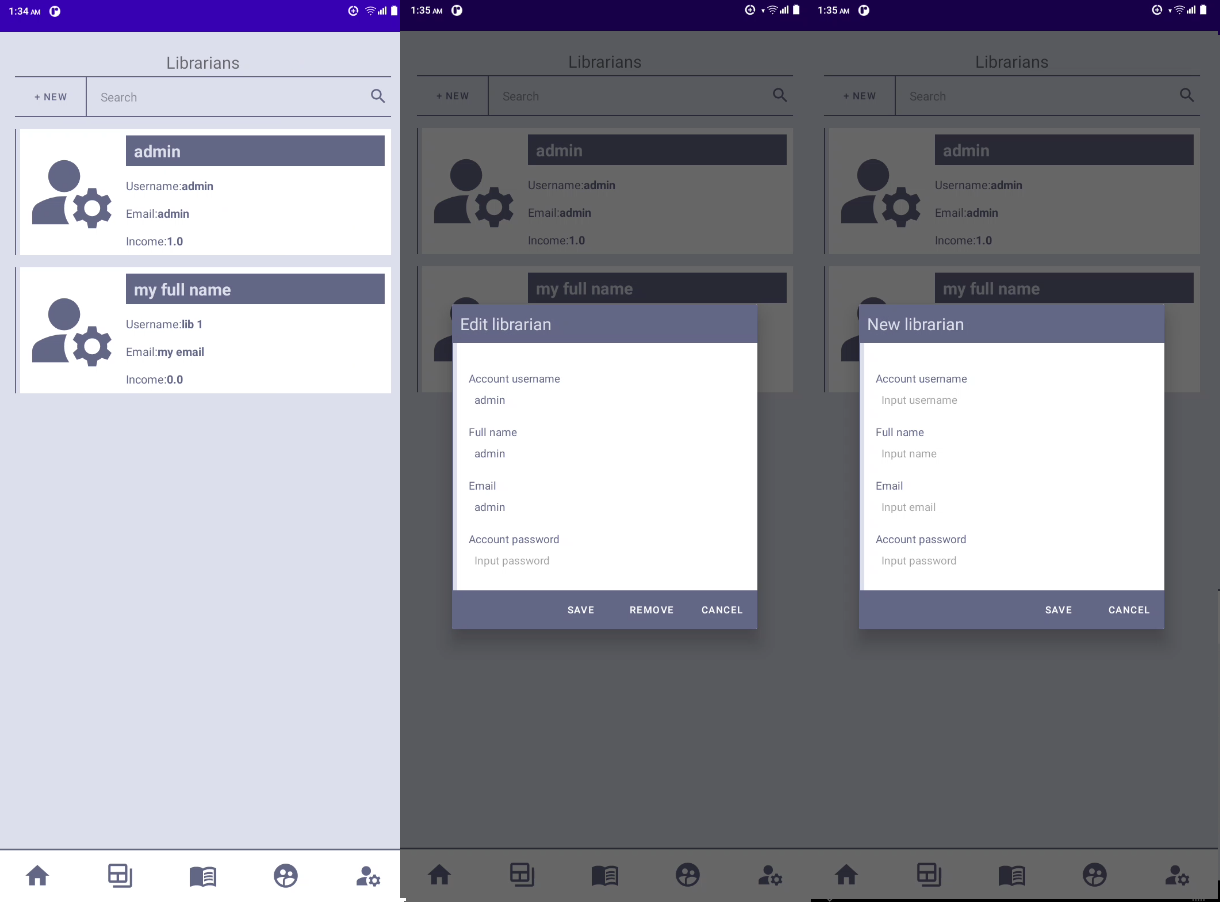 1:34 AM
Librarians
+ NEW
Search
admin
Username:admin
Email:admin
Income:1.0
my full name
Username:lib 1
Email:my email
Income:0.0
1:35 AM
Librarians
+ NEW
Search
admin
Username:admin
Email:admin
Income:1.0
my full name
Edit librarian
Account username
admin
Full name
admin
Email
admin
Account password
Input password
SAVE REMOVE CANCEL
1:35 AM
Librarians
+ NEW
Search
admin
Username:admin
Email:admin
Income:1.0
my full name
New librarian
Account username
Input username
Full name
Input name
Email
Input email
Account password
Input password
SAVE CANCEL